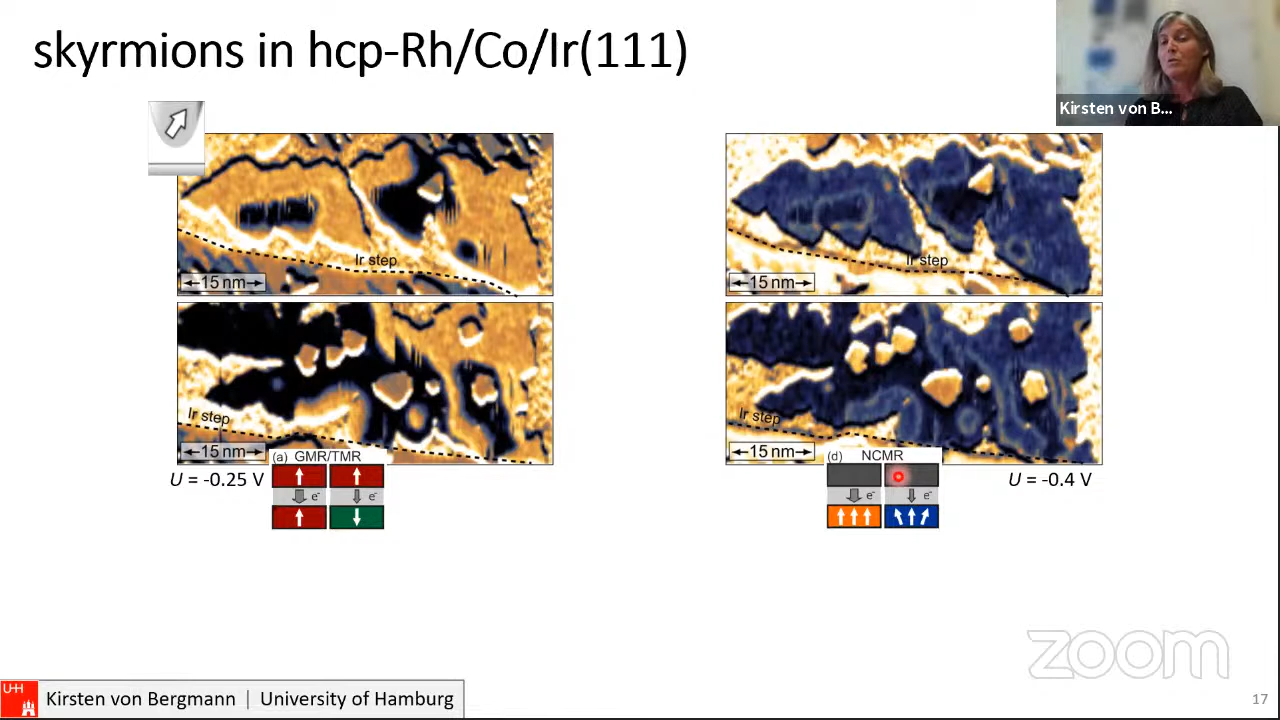 skyrmions in hcp-Rh/Co/Ir(111)
Kirsten von B...
Ir step
15 nm
Ir step
15 nm
Ir step
15 nm
Ir step
15 nm
(a) GMR/TMR
U = -0.25 V
e⁻
e⁻
(d) NCMR
U = -0.4 V
e⁻
e⁻
zoom
UH
Kirsten von Bergmann | University of Hamburg
17